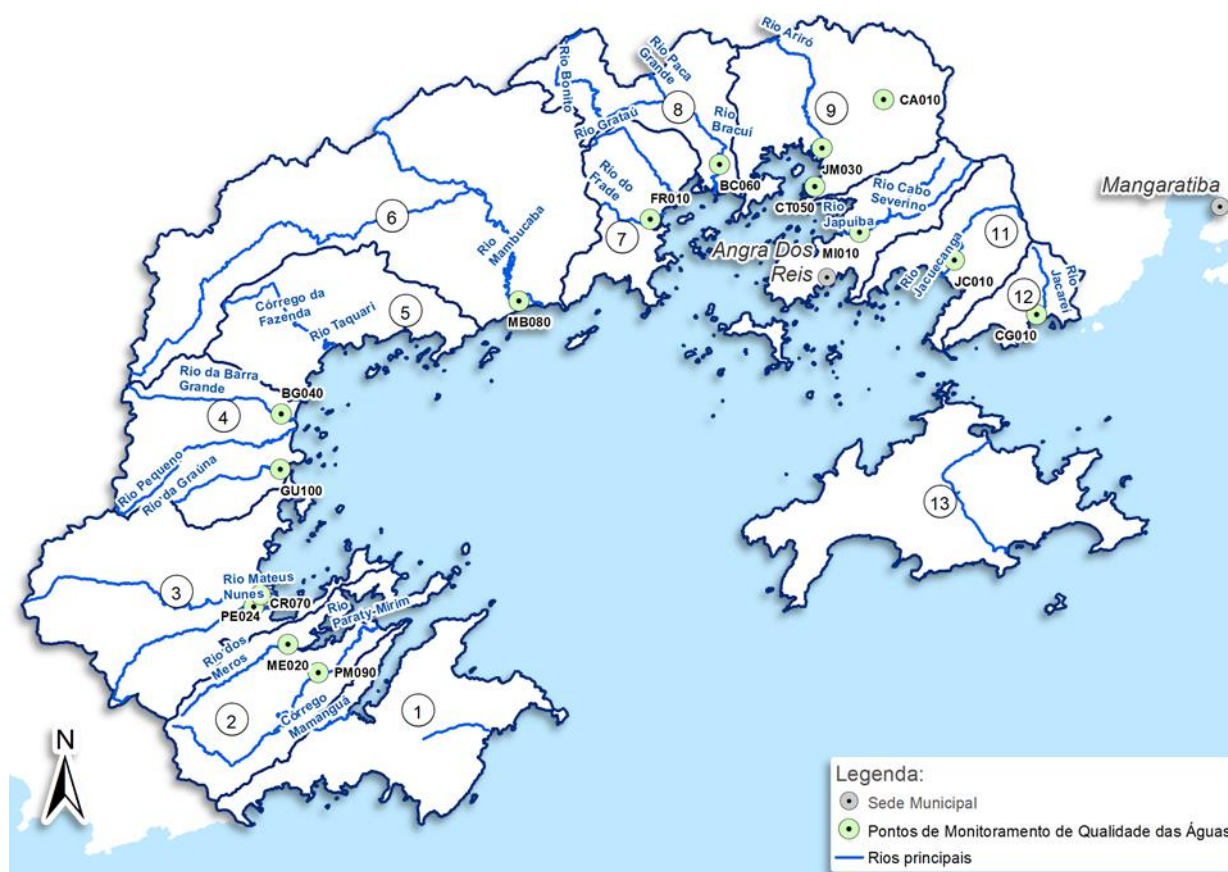 Rio Ariró
Rio Paca
Grande
Rio Bonito
CA010
9
8
Rio Grataú
Rio
Bracuí
JM030
Rio do
Frade
BC060
Mangaratiba
CT050
Rio Cabo
Severino
FR010
Rio
Japuíba
6
7
Rio
Mambucaba
11
MI010
Angra Dos
Reis
Rio
Jacuecanga
JC010
Rio
Jacareí
12
CG010
Córrego da
Fazenda
5
Rio Taquari
MB080
Rio da Barra
Grande
BG040
4
Rio Pequeno
Rio da Graúna
GU100
13
3
Rio Mateus
Nunes
CR070
PE024
Rio
Paraty-Mirim
Rio dos
Meros
ME020
PM090
Córrego
Mamanguá
2
1
N
Legenda:
Sede Municipal
Pontos de Monitoramento de Qualidade das Águas
Rios principais